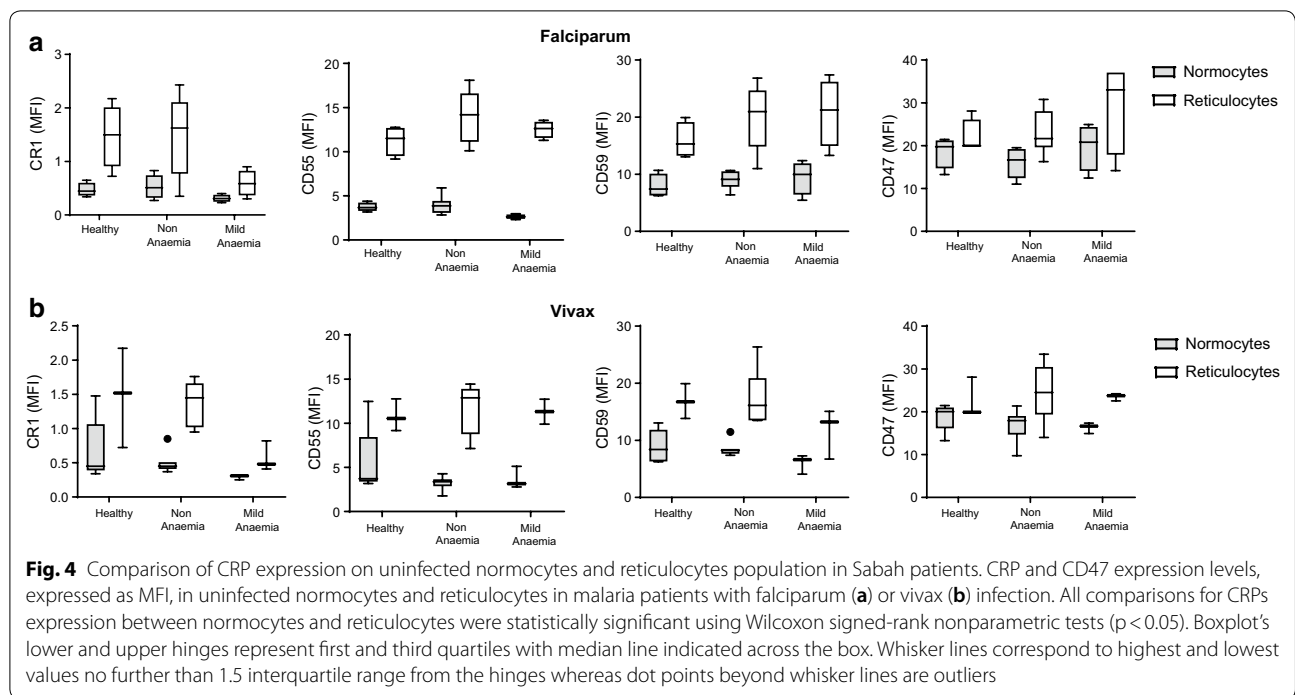 a
Falciparum
3
2
1
0
CR1 (MFI)
Healthy
Non
Anaemia
Mild
Anaemia
20
15
10
5
0
CD55 (MFI)
Healthy
Non
Anaemia
Mild
Anaemia
30
20
10
0
CD59 (MFI)
Healthy
Non
Anaemia
Mild
Anaemia
40
30
20
10
0
CD47 (MFI)
Healthy
Non
Anaemia
Mild
Anaemia
Normocytes
Reticulocytes
b
Vivax
2.5
2.0
1.5
1.0
0.5
0.0
CR1 (MFI)
Healthy
Non
Anaemia
Mild
Anaemia
20
15
10
5
0
CD55 (MFI)
Healthy
Non
Anaemia
Mild
Anaemia
30
20
10
0
CD59 (MFI)
Healthy
Non
Anaemia
Mild
Anaemia
40
30
20
10
0
CD47 (MFI)
Healthy
Non
Anaemia
Mild
Anaemia
Normocytes
Reticulocytes
Fig. 4 Comparison of CRP expression on uninfected normocytes and reticulocytes population in Sabah patients. CRP and CD47 expression levels,
expressed as MFI, in uninfected normocytes and reticulocytes in malaria patients with falciparum (a) or vivax (b) infection. All comparisons for CRPs
expression between normocytes and reticulocytes were statistically significant using Wilcoxon signed-rank nonparametric tests (p < 0.05). Boxplot's
lower and upper hinges represent first and third quartiles with median line indicated across the box. Whisker lines correspond to highest and lowest
values no further than 1.5 interquartile range from the hinges whereas dot points beyond whisker lines are outliers